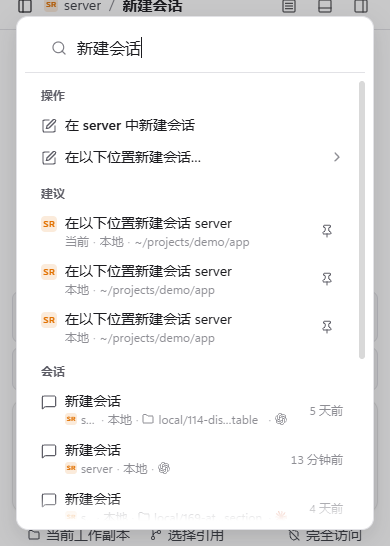 SR server / 新建会话
新建会话
操作
在 server 中新建会话
在以下位置新建会话...
建议
SR 在以下位置新建会话 server
当前 · 本地 · ~/projects/demo/app
SR 在以下位置新建会话 server
本地 · ~/projects/demo/app
SR 在以下位置新建会话 server
本地 · ~/projects/demo/app
会话
新建会话
SR s... · 本地 · local/114-dis...table ·
5 天前
新建会话
SR server · 本地 ·
13 分钟前
新建会话
4 天前
当前工作副本 选择引用 完全访问